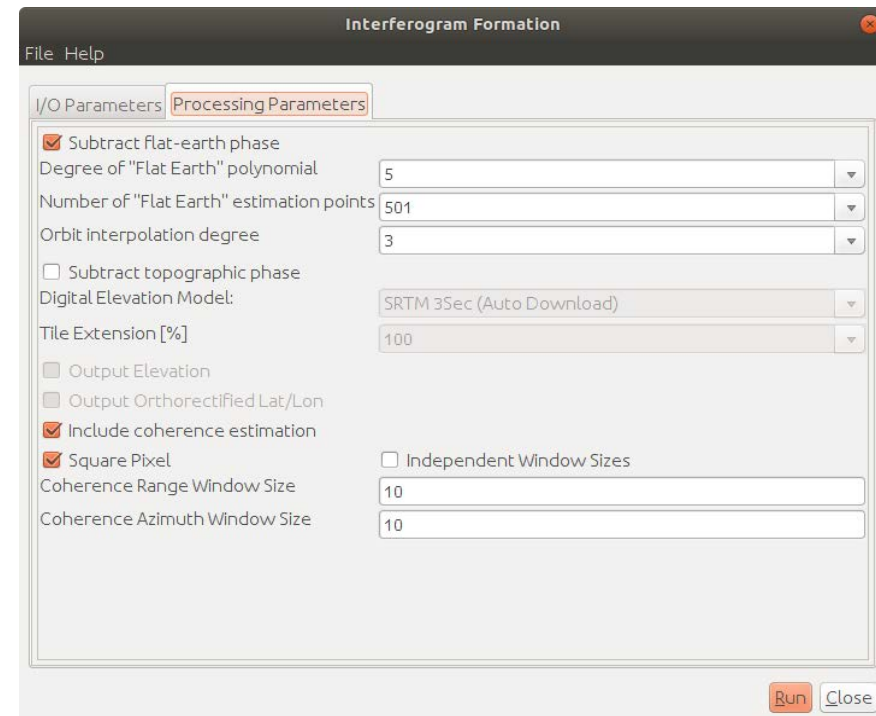 Interferogram Formation
File Help
I/O Parameters Processing Parameters
Subtract flat-earth phase
Degree of "Flat Earth" polynomial 5
Number of "Flat Earth" estimation points 501
Orbit interpolation degree 3
Subtract topographic phase
Digital Elevation Model: SRTM 3Sec (Auto Download)
Tile Extension [%] 100
Output Elevation
Output Orthorectified Lat/Lon
Include coherence estimation
Square Pixel Independent Window Sizes
Coherence Range Window Size 10
Coherence Azimuth Window Size 10
Run Close